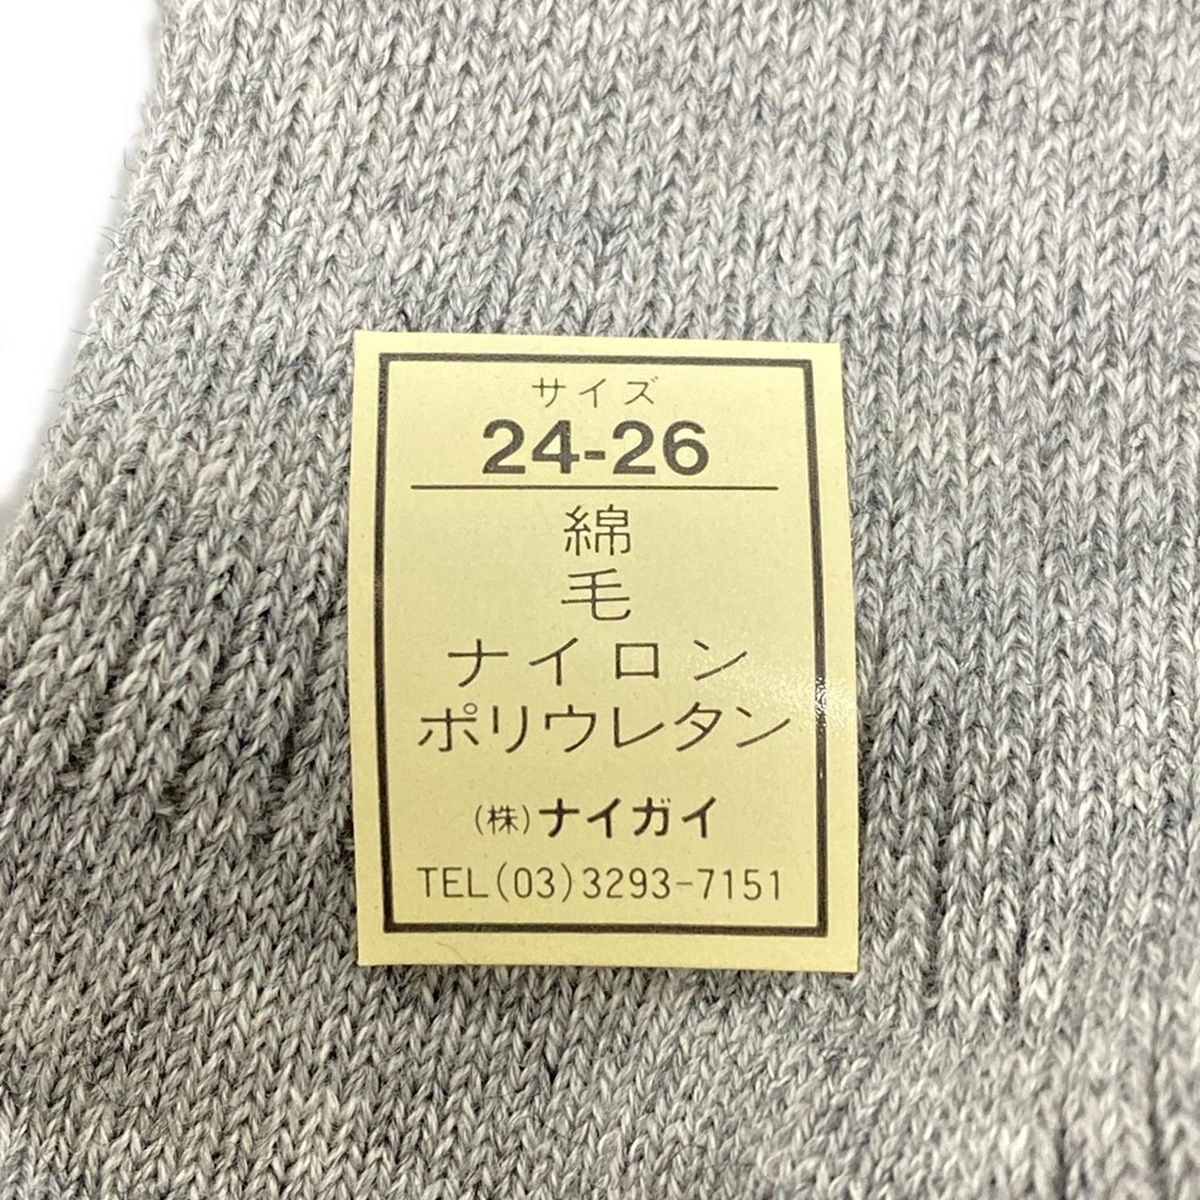 サイズ
24-26
綿
毛
ナイロン
ポリウレタン
(株)ナイガイ
TEL(03)3293-7151